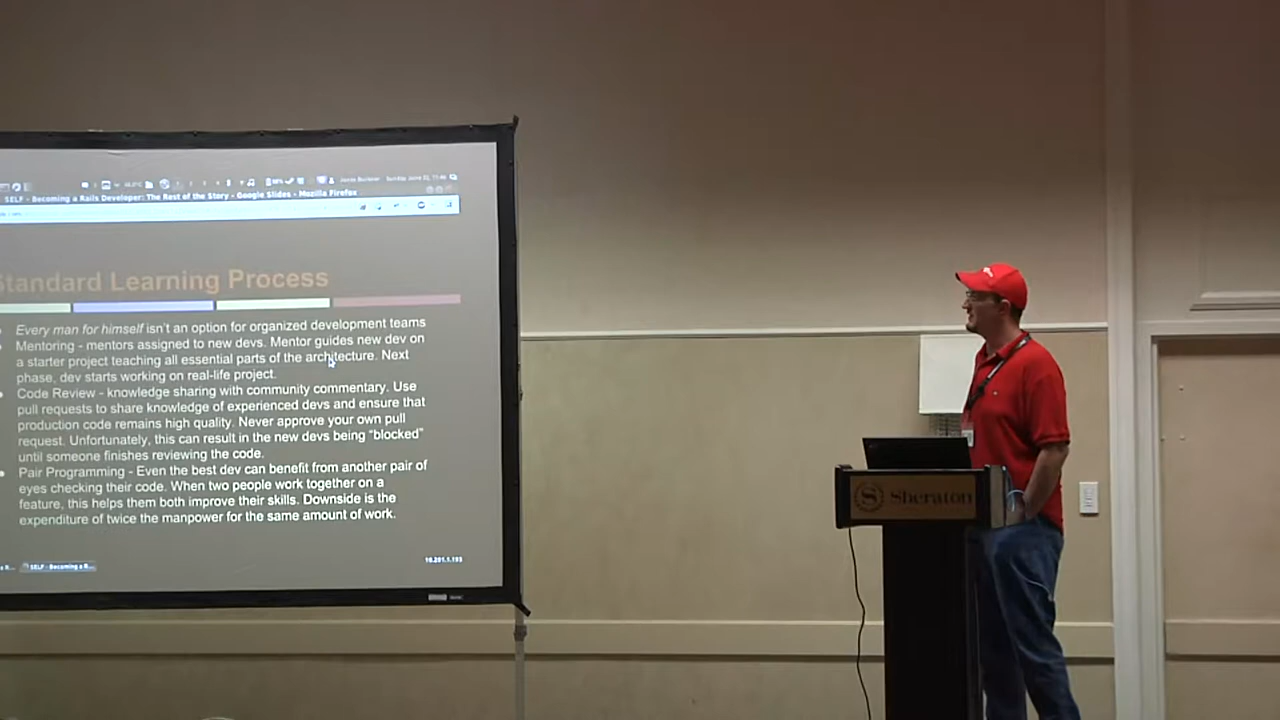 SELF - Becoming a Rails Developer: The Rest of the Story - Google Slides - Mozilla Firefox
Standard Learning Process
Every man for himself isn't an option for organized development teams
Mentoring - mentors assigned to new devs. Mentor guides new dev on
a starter project teaching all essential parts of the architecture. Next
phase, dev starts working on real-life project.
Code Review - knowledge sharing with community commentary. Use
pull requests to share knowledge of experienced devs and ensure that
production code remains high quality. Never approve your own pull
request. Unfortunately, this can result in the new devs being “blocked”
until someone finishes reviewing the code.
Pair Programming - Even the best dev can benefit from another pair of
eyes checking their code. When two people work together on a
feature, this helps them both improve their skills. Downside is the
expenditure of twice the manpower for the same amount of work.
SELF - Becoming a R...
Sheraton